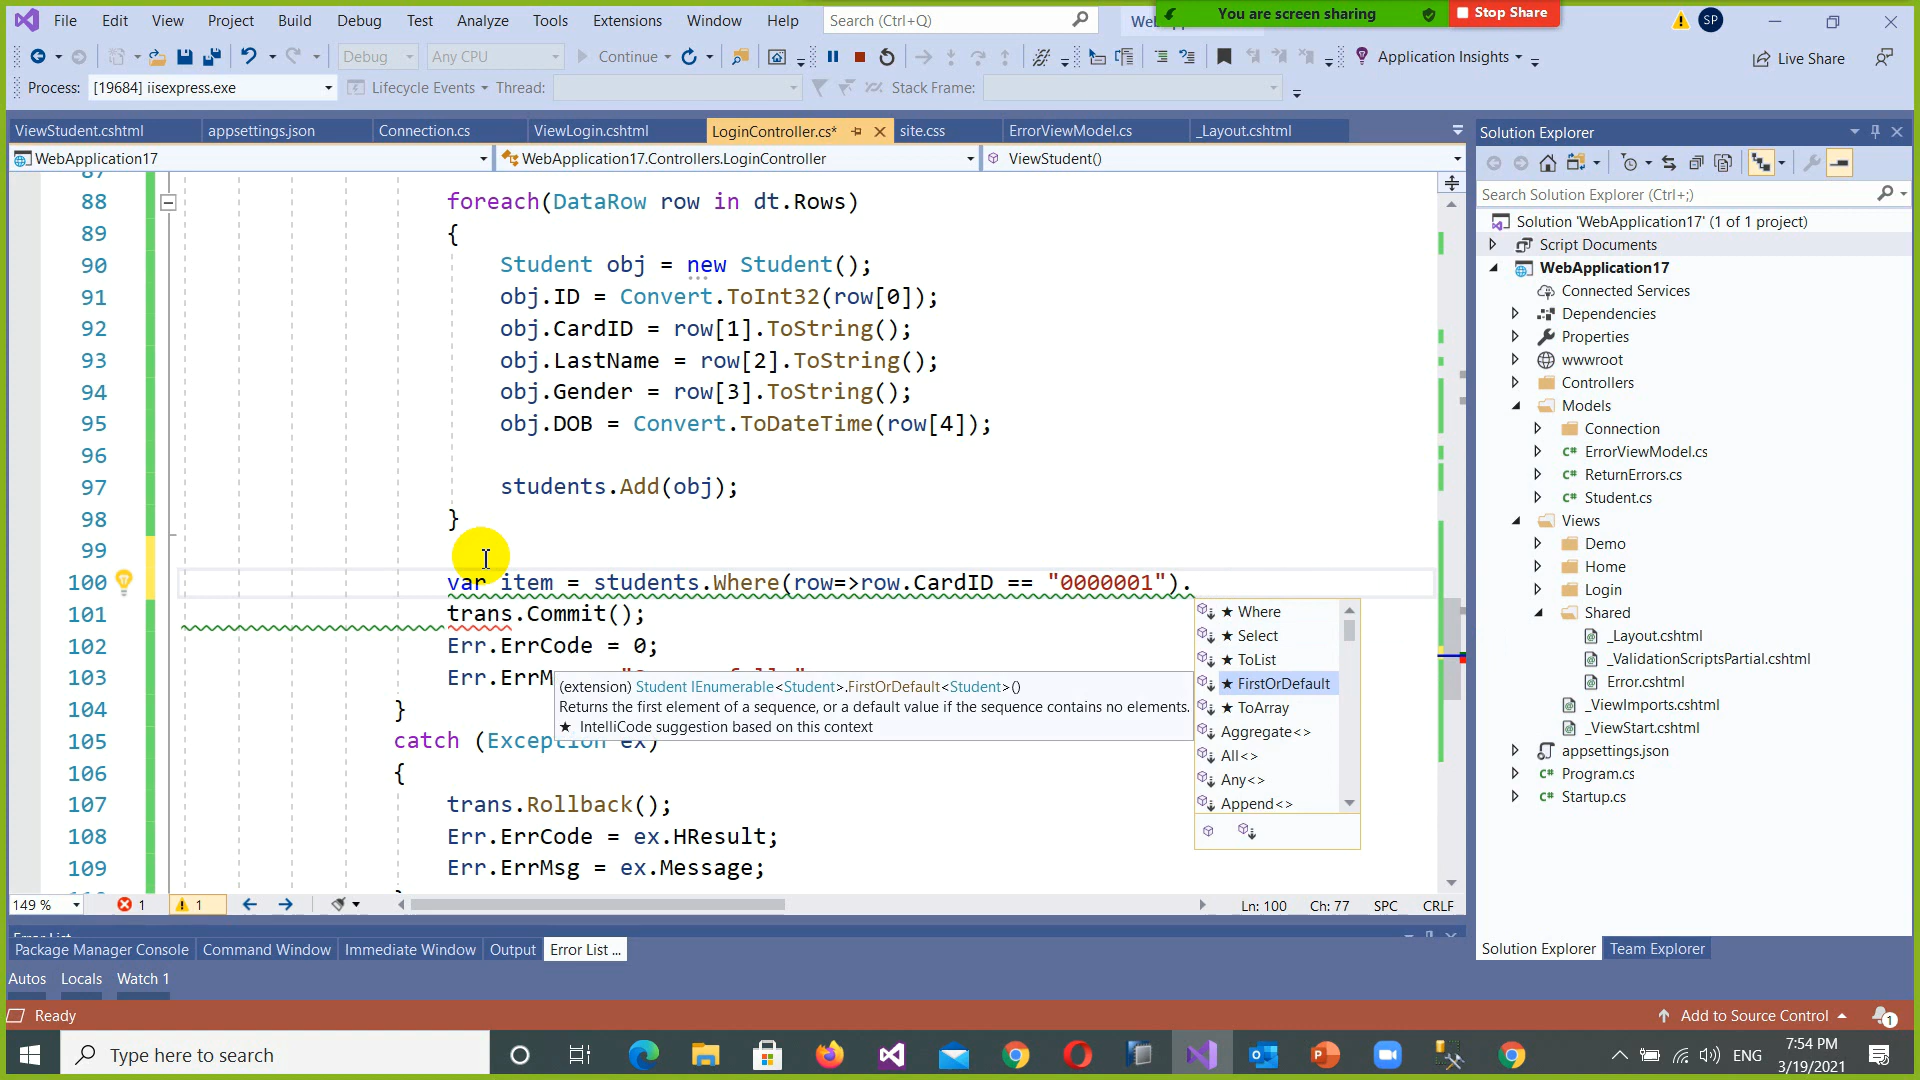 File Edit View Project Build Debug Test Analyze Tools Extensions Window Help Search (Ctrl+Q) You are screen sharing Stop Share SP
Debug Any CPU Continue Application Insights Live Share
Process: [19684] iisexpress.exe Lifecycle Events Thread: Stack Frame:
ViewStudent.cshtml appsettings.json Connection.cs ViewLogin.cshtml LoginController.cs* site.css ErrorViewModel.cs _Layout.cshtml
WebApplication17 WebApplication17.Controllers.LoginController ViewStudent()
88 foreach(DataRow row in dt.Rows)
89 {
90 Student obj = new Student();
91 obj.ID = Convert.ToInt32(row[0]);
92 obj.CardID = row[1].ToString();
93 obj.LastName = row[2].ToString();
94 obj.Gender = row[3].ToString();
95 obj.DOB = Convert.ToDateTime(row[4]);
96
97 students.Add(obj);
98 }
99
100 var item = students.Where(row=>row.CardID == "0000001").
101 trans.Commit();
102 Err.ErrCode = 0;
103 Err.ErrM
104 }
105 catch (Exception ex)
106 {
107 trans.Rollback();
108 Err.ErrCode = ex.HResult;
109 Err.ErrMsg = ex.Message;
(extension) Student IEnumerable<Student>.FirstOrDefault<Student>()
Returns the first element of a sequence, or a default value if the sequence contains no elements.
★ IntelliCode suggestion based on this context
★ Where
★ Select
★ ToList
★ FirstOrDefault
★ ToArray
Aggregate<>
All<>
Any<>
Append<>
149 % 1 1 Ln: 100 Ch: 77 SPC CRLF
Package Manager Console Command Window Immediate Window Output Error List ...
Autos Locals Watch 1
Solution Explorer
Search Solution Explorer (Ctrl+;)
Solution 'WebApplication17' (1 of 1 project)
Script Documents
WebApplication17
Connected Services
Dependencies
Properties
wwwroot
Controllers
Models
Connection
C# ErrorViewModel.cs
C# ReturnErrors.cs
C# Student.cs
Views
Demo
Home
Login
Shared
_Layout.cshtml
_ValidationScriptsPartial.cshtml
Error.cshtml
_ViewImports.cshtml
_ViewStart.cshtml
appsettings.json
C# Program.cs
C# Startup.cs
Solution Explorer Team Explorer
Ready Add to Source Control 1
Type here to search ENG 7:54 PM
3/19/2021